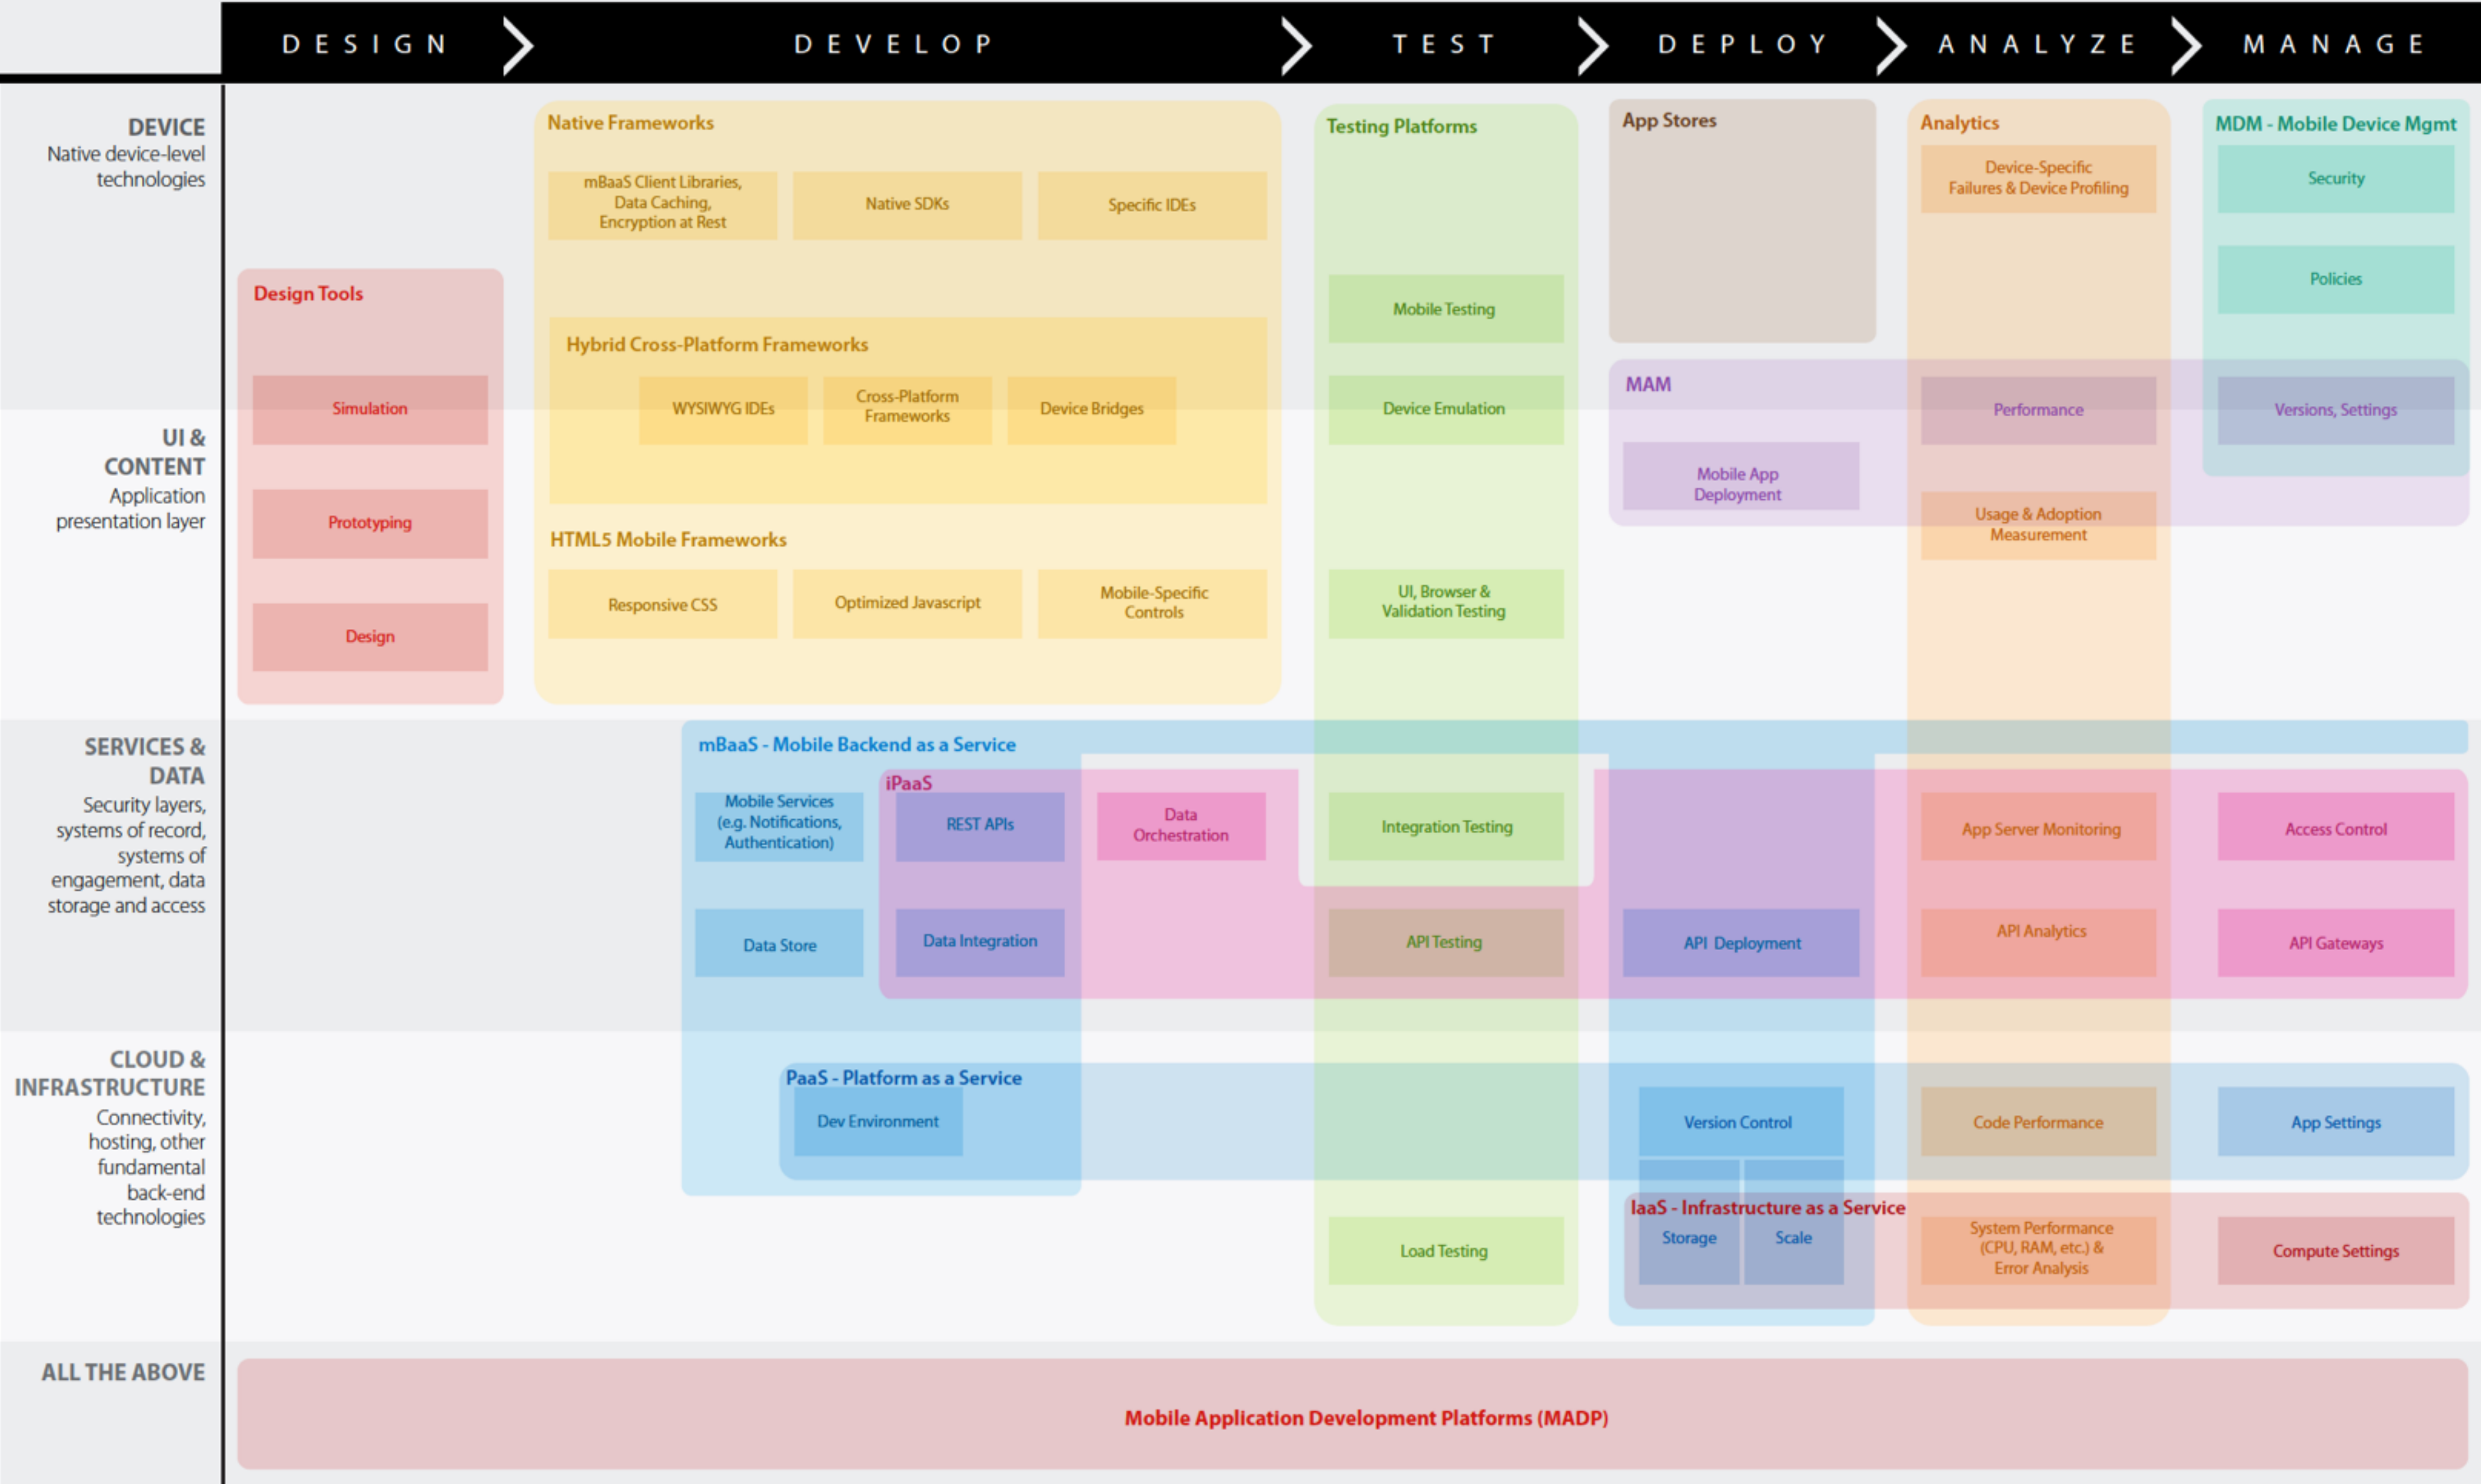 DESIGN
DEVELOP
TEST
DEPLOY
ANALYZE
MANAGE
DEVICE
Native device-level
technologies
Native Frameworks
mBaaS Client Libraries,
Data Caching,
Encryption at Rest
Native SDKs
Specific IDEs
Testing Platforms
App Stores
Analytics
Device-Specific
Failures & Device Profiling
MDM - Mobile Device Mgmt
Security
Policies
Design Tools
Simulation
Prototyping
Design
Mobile Testing
Hybrid Cross-Platform Frameworks
WYSIWYG IDEs
Cross-Platform
Frameworks
Device Bridges
Device Emulation
MAM
Performance
Versions, Settings
UI &
CONTENT
Application
presentation layer
Mobile App
Deployment
Usage & Adoption
Measurement
HTML5 Mobile Frameworks
Responsive CSS
Optimized Javascript
Mobile-Specific
Controls
UI, Browser &
Validation Testing
SERVICES &
DATA
Security layers,
systems of record,
systems of
engagement, data
storage and access
mBaaS - Mobile Backend as a Service
iPaaS
Mobile Services
(e.g. Notifications,
Authentication)
REST APIs
Data
Orchestration
Integration Testing
App Server Monitoring
Access Control
Data Store
Data Integration
API Testing
API Deployment
API Analytics
API Gateways
CLOUD &
INFRASTRUCTURE
Connectivity,
hosting, other
fundamental
back-end
technologies
PaaS - Platform as a Service
Dev Environment
Version Control
Code Performance
App Settings
IaaS - Infrastructure as a Service
Load Testing
Storage
Scale
System Performance
(CPU, RAM, etc.) &
Error Analysis
Compute Settings
ALL THE ABOVE
Mobile Application Development Platforms (MADP)